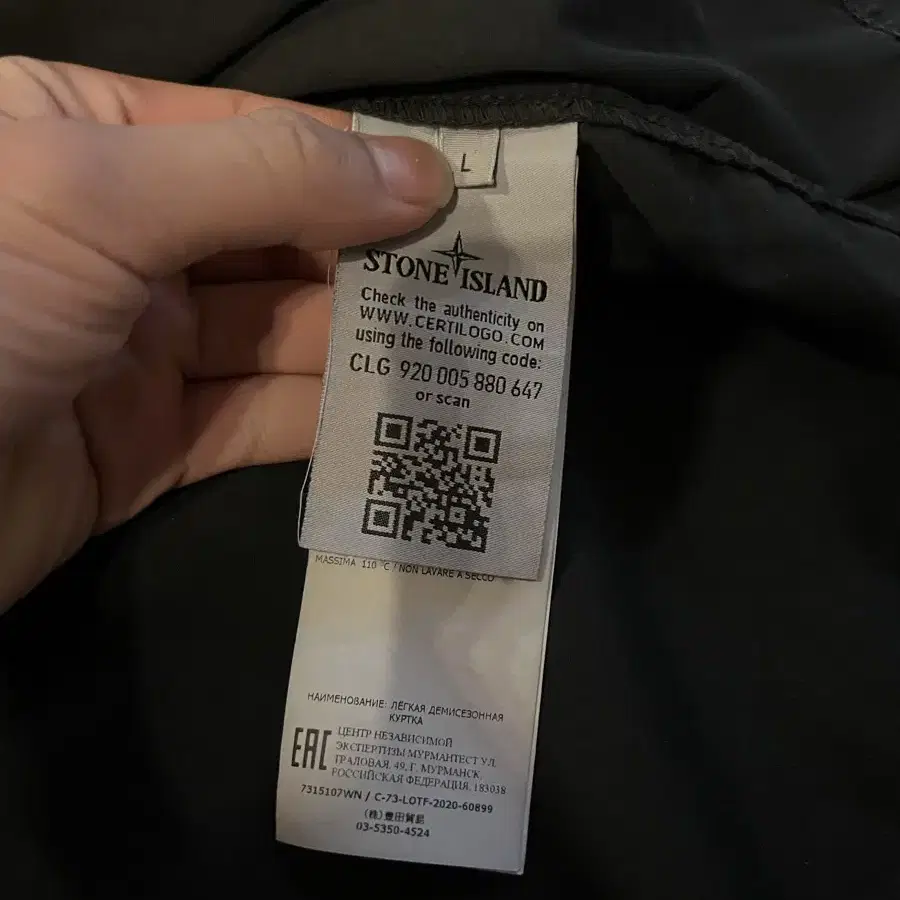 L
STONE ISLAND
Check the authenticity on
WWW.CERTILOGO.COM
using the following code:
CLG 920 005 880 647
or scan
MASSIMA 110 °C / NON LAVARE A SECCO
НАИМЕНОВАНИЕ: ЛЁГКАЯ ДЕМИСЕЗОННАЯ
КУРТКА
EAC
ЦЕНТР НЕЗАВИСИМОЙ
ЭКСПЕРТИЗЫ МУРМАНТЕСТ УЛ.
ТРАЛОВАЯ, 49, Г. МУРМАНСК,
РОССИЙСКАЯ ФЕДЕРАЦИЯ, 183038
7315107WN / C-73-LOTF-2020-60899
(株)豊田貿易
03-5350-4524